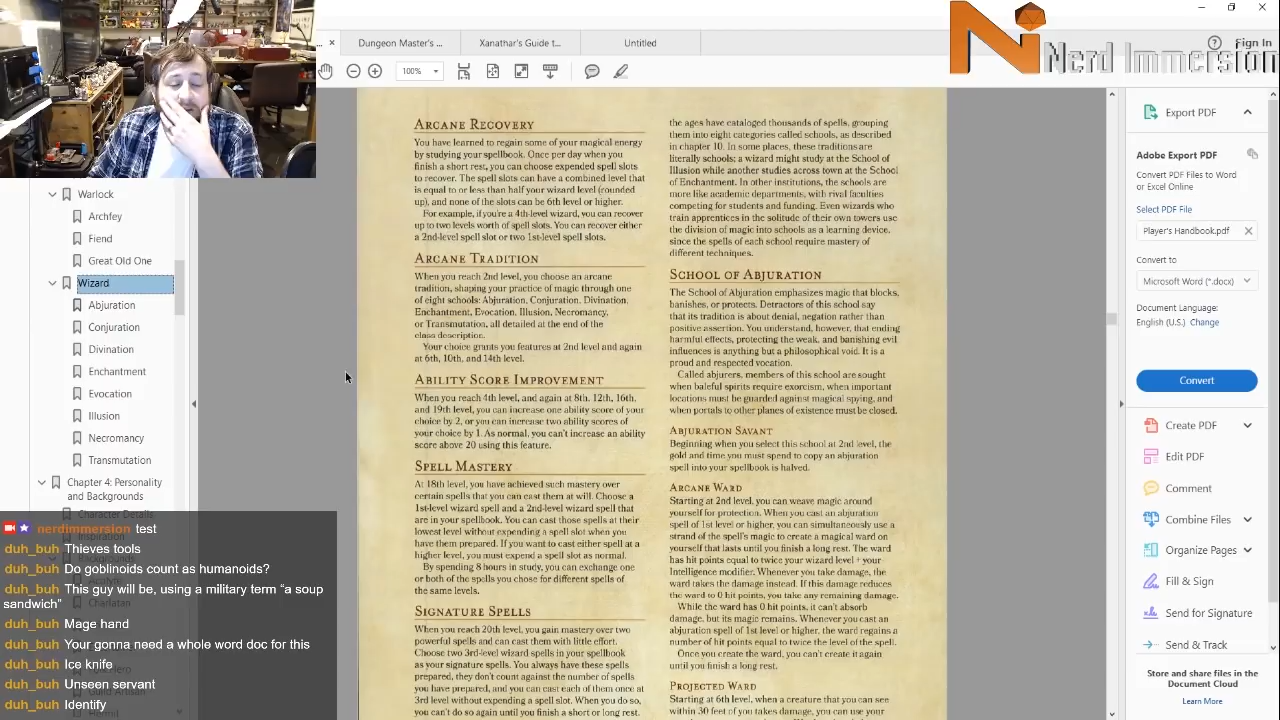 Dungeon Master's ...
Xanathar's Guide t...
Untitled
Sign In
Nerd Immersion
100%
Warlock
Archfey
Fiend
Great Old One
Wizard
Abjuration
Conjuration
Divination
Enchantment
Evocation
Illusion
Necromancy
Transmutation
Chapter 4: Personality
and Backgrounds
nerdimmersion test
duh_buh Thieves tools
duh_buh Do goblinoids count as humanoids?
duh_buh This guy will be, using a military term “a soup
sandwich”
duh_buh Mage hand
duh_buh Your gonna need a whole word doc for this
duh_buh Ice knife
duh_buh Unseen servant
duh_buh Identify
Arcane Recovery
You have learned to regain some of your magical energy
by studying your spellbook. Once per day when you
finish a short rest, you can choose expended spell slots
to recover. The spell slots can have a combined level that
is equal to or less than half your wizard level (rounded
up), and none of the slots can be 6th level or higher.
For example, if you're a 4th-level wizard, you can recover
up to two levels worth of spell slots. You can recover either
a 2nd-level spell slot or two 1st-level spell slots.
Arcane Tradition
When you reach 2nd level, you choose an arcane
tradition, shaping your practice of magic through one
of eight schools: Abjuration, Conjuration, Divination,
Enchantment, Evocation, Illusion, Necromancy,
or Transmutation, all detailed at the end of the
class description.
Your choice grants you features at 2nd level and again
at 6th, 10th, and 14th level.
Ability Score Improvement
When you reach 4th level, and again at 8th, 12th, 16th,
and 19th level, you can increase one ability score of your
choice by 2, or you can increase two ability scores of
your choice by 1. As normal, you can't increase an ability
score above 20 using this feature.
Spell Mastery
At 18th level, you have achieved such mastery over
certain spells that you can cast them at will. Choose a
1st-level wizard spell and a 2nd-level wizard spell that
are in your spellbook. You can cast those spells at their
lowest level without expending a spell slot when you
have them prepared. If you want to cast either spell at a
higher level, you must expend a spell slot as normal.
By spending 8 hours in study, you can exchange one
or both of the spells you chose for different spells of
the same levels.
Signature Spells
When you reach 20th level, you gain mastery over two
powerful spells and can cast them with little effort.
Choose two 3rd-level wizard spells in your spellbook
as your signature spells. You always have these spells
prepared, they don't count against the number of spells
you have prepared, and you can cast each of them once at
3rd level without expending a spell slot. When you do so,
you can't do so again until you finish a short or long rest.
the ages have cataloged thousands of spells, grouping
them into eight categories called schools, as described
in chapter 10. In some places, these traditions are
literally schools; a wizard might study at the School of
Illusion while another studies across town at the School
of Enchantment. In other institutions, the schools are
more like academic departments, with rival faculties
competing for students and funding. Even wizards who
train apprentices in the solitude of their own towers use
the division of magic into schools as a learning device,
since the spells of each school require mastery of
different techniques.
School of Abjuration
The School of Abjuration emphasizes magic that blocks,
banishes, or protects. Detractors of this school say
that its tradition is about denial, negation rather than
positive assertion. You understand, however, that ending
harmful effects, protecting the weak, and banishing evil
influences is anything but a philosophical void. It is a
proud and respected vocation.
Called abjurers, members of this school are sought
when baleful spirits require exorcism, when important
locations must be guarded against magical spying, and
when portals to other planes of existence must be closed.
Abjuration Savant
Beginning when you select this school at 2nd level, the
gold and time you must spend to copy an abjuration
spell into your spellbook is halved.
Arcane Ward
Starting at 2nd level, you can weave magic around
yourself for protection. When you cast an abjuration
spell of 1st level or higher, you can simultaneously use a
strand of the spell's magic to create a magical ward on
yourself that lasts until you finish a long rest. The ward
has hit points equal to twice your wizard level + your
Intelligence modifier. Whenever you take damage, the
ward takes the damage instead. If this damage reduces
the ward to 0 hit points, you take any remaining damage.
While the ward has 0 hit points, it can't absorb
damage, but its magic remains. Whenever you cast an
abjuration spell of 1st level or higher, the ward regains a
number of hit points equal to twice the level of the spell.
Once you create the ward, you can't create it again
until you finish a long rest.
Projected Ward
Starting at 6th level, when a creature that you can see
within 30 feet of you takes damage, you can use your
Export PDF
Adobe Export PDF
Convert PDF Files to Word
or Excel Online
Select PDF File
Player's Handbook.pdf
Convert to
Microsoft Word (*.docx)
Document Language:
English (U.S.) Change
Convert
Create PDF
Edit PDF
Comment
Combine Files
Organize Pages
Fill & Sign
Send for Signature
Send & Track
Store and share files in the
Document Cloud
Learn More